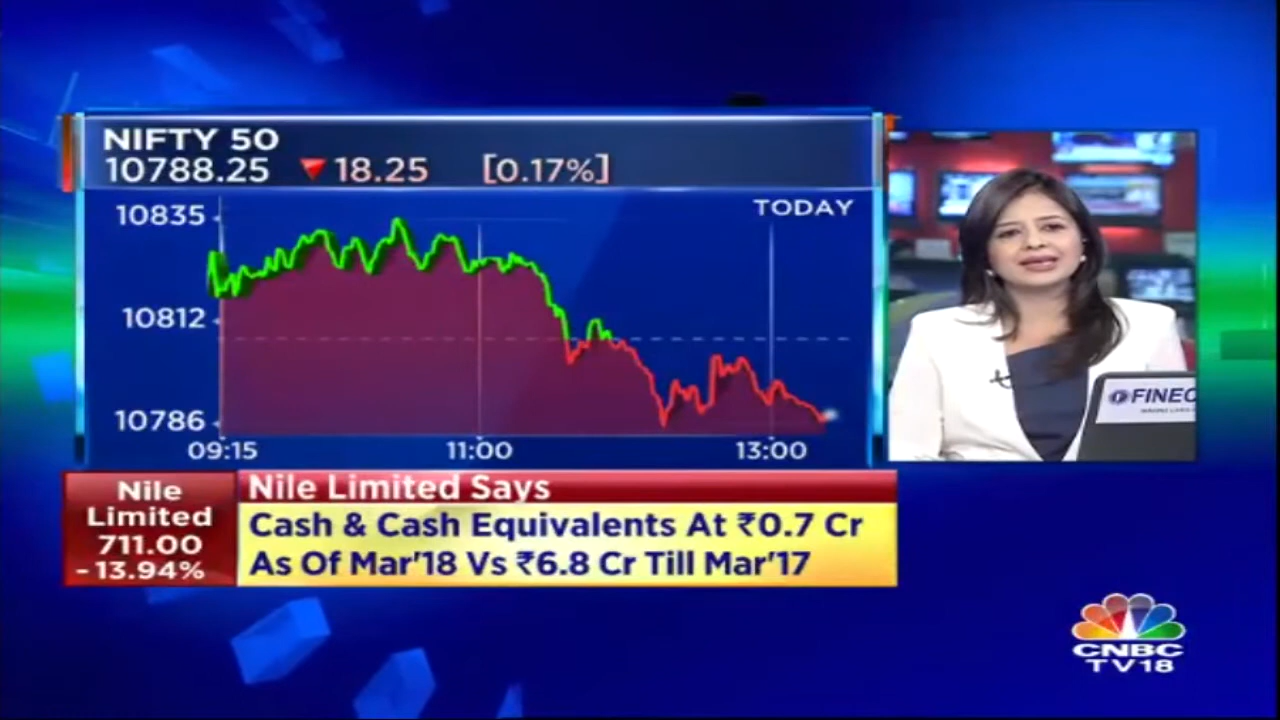 NIFTY 50
10788.25 ▼ 18.25 [0.17%]
TODAY
10835
10812
10786
09:15 11:00 13:00
FINEO
Nile
Limited
711.00
-13.94%
Nile Limited Says
Cash & Cash Equivalents At ₹0.7 Cr
As Of Mar'18 Vs ₹6.8 Cr Till Mar'17
CNBC
TV18